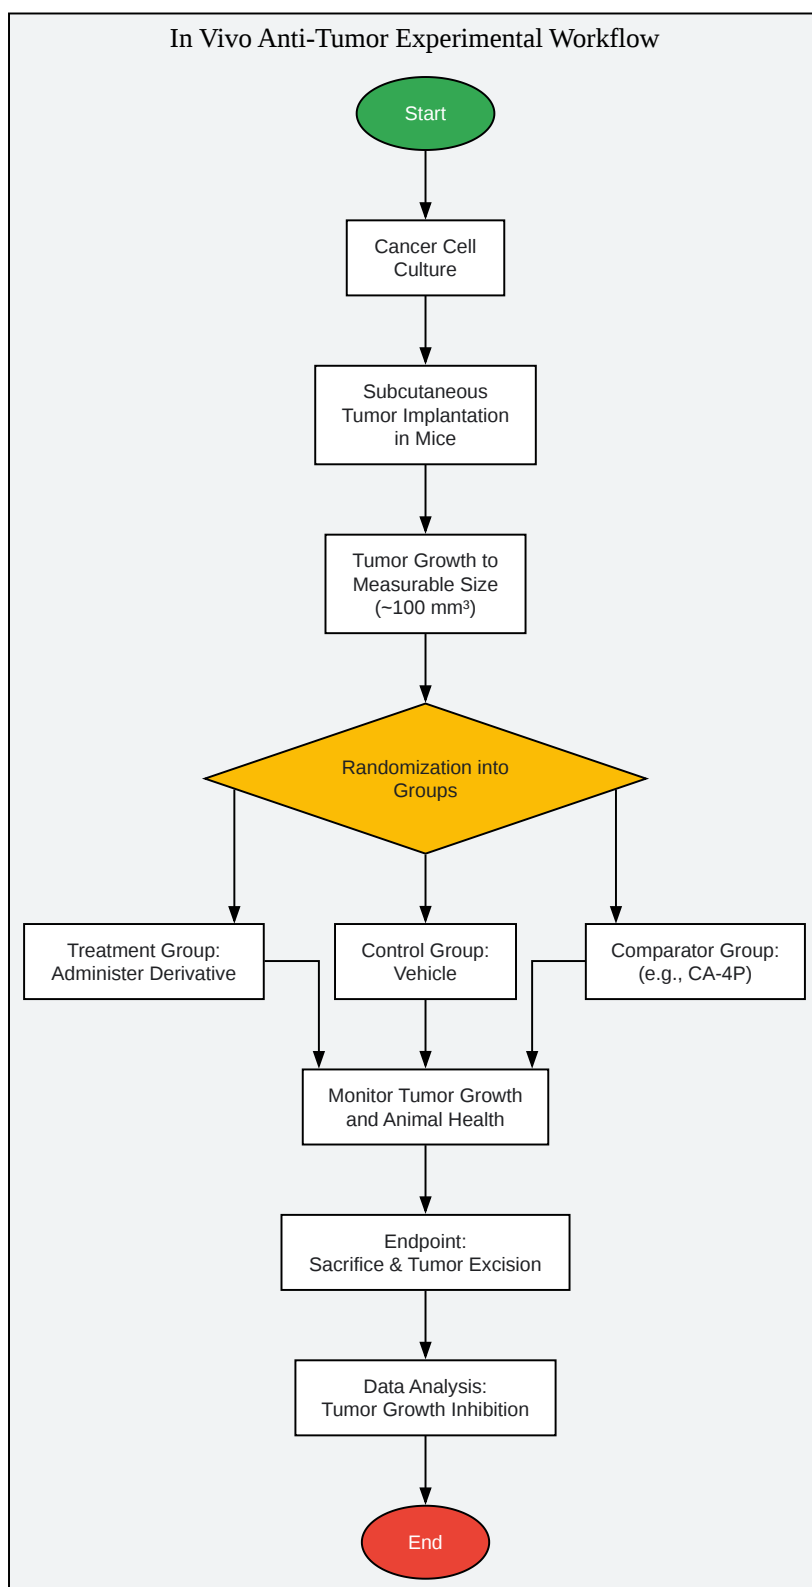 In Vivo Anti-Tumor Experimental Workflow
Start
Cancer Cell
Culture
Subcutaneous
Tumor Implantation
in Mice
Tumor Growth to
Measurable Size
(~100 mm³)
Randomization into
Groups
Treatment Group:
Administer Derivative
Control Group:
Vehicle
Comparator Group:
(e.g., CA-4P)
Monitor Tumor Growth
and Animal Health
Endpoint:
Sacrifice & Tumor Excision
Data Analysis:
Tumor Growth Inhibition
End